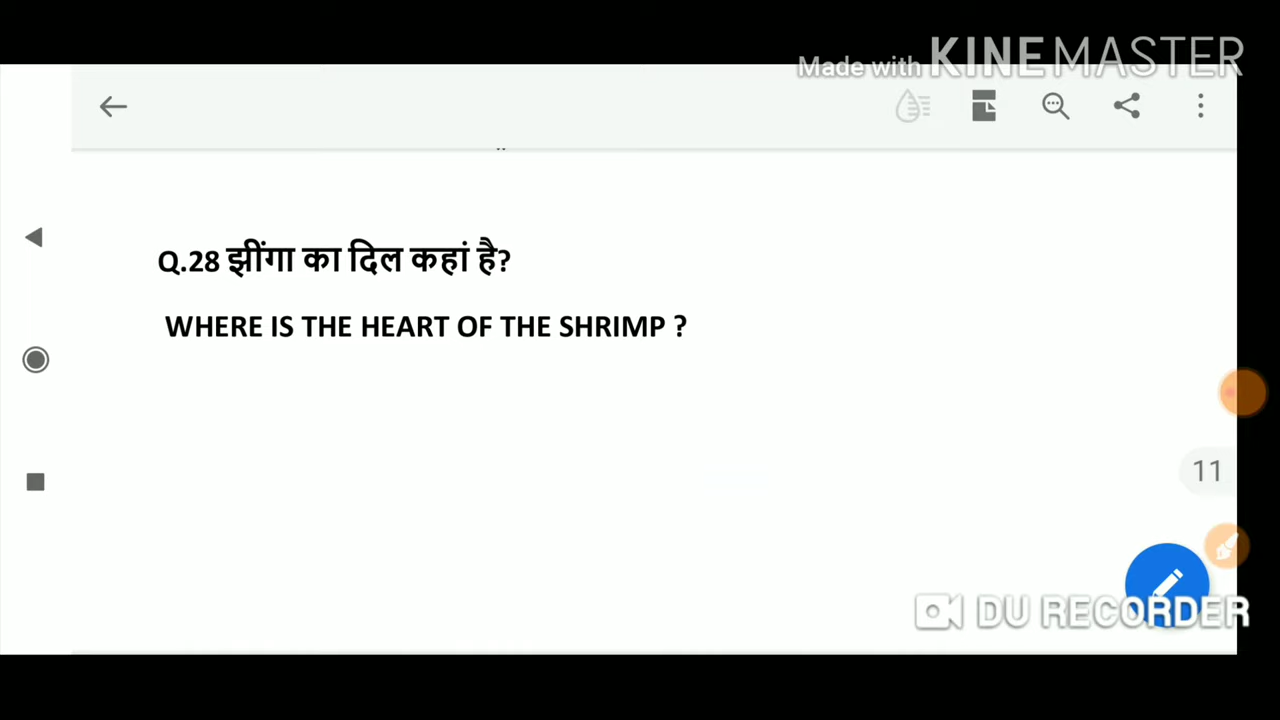 Made with KINEMASTER
Q.28 झींगा का दिल कहां है?
WHERE IS THE HEART OF THE SHRIMP ?
11
DU RECORDER